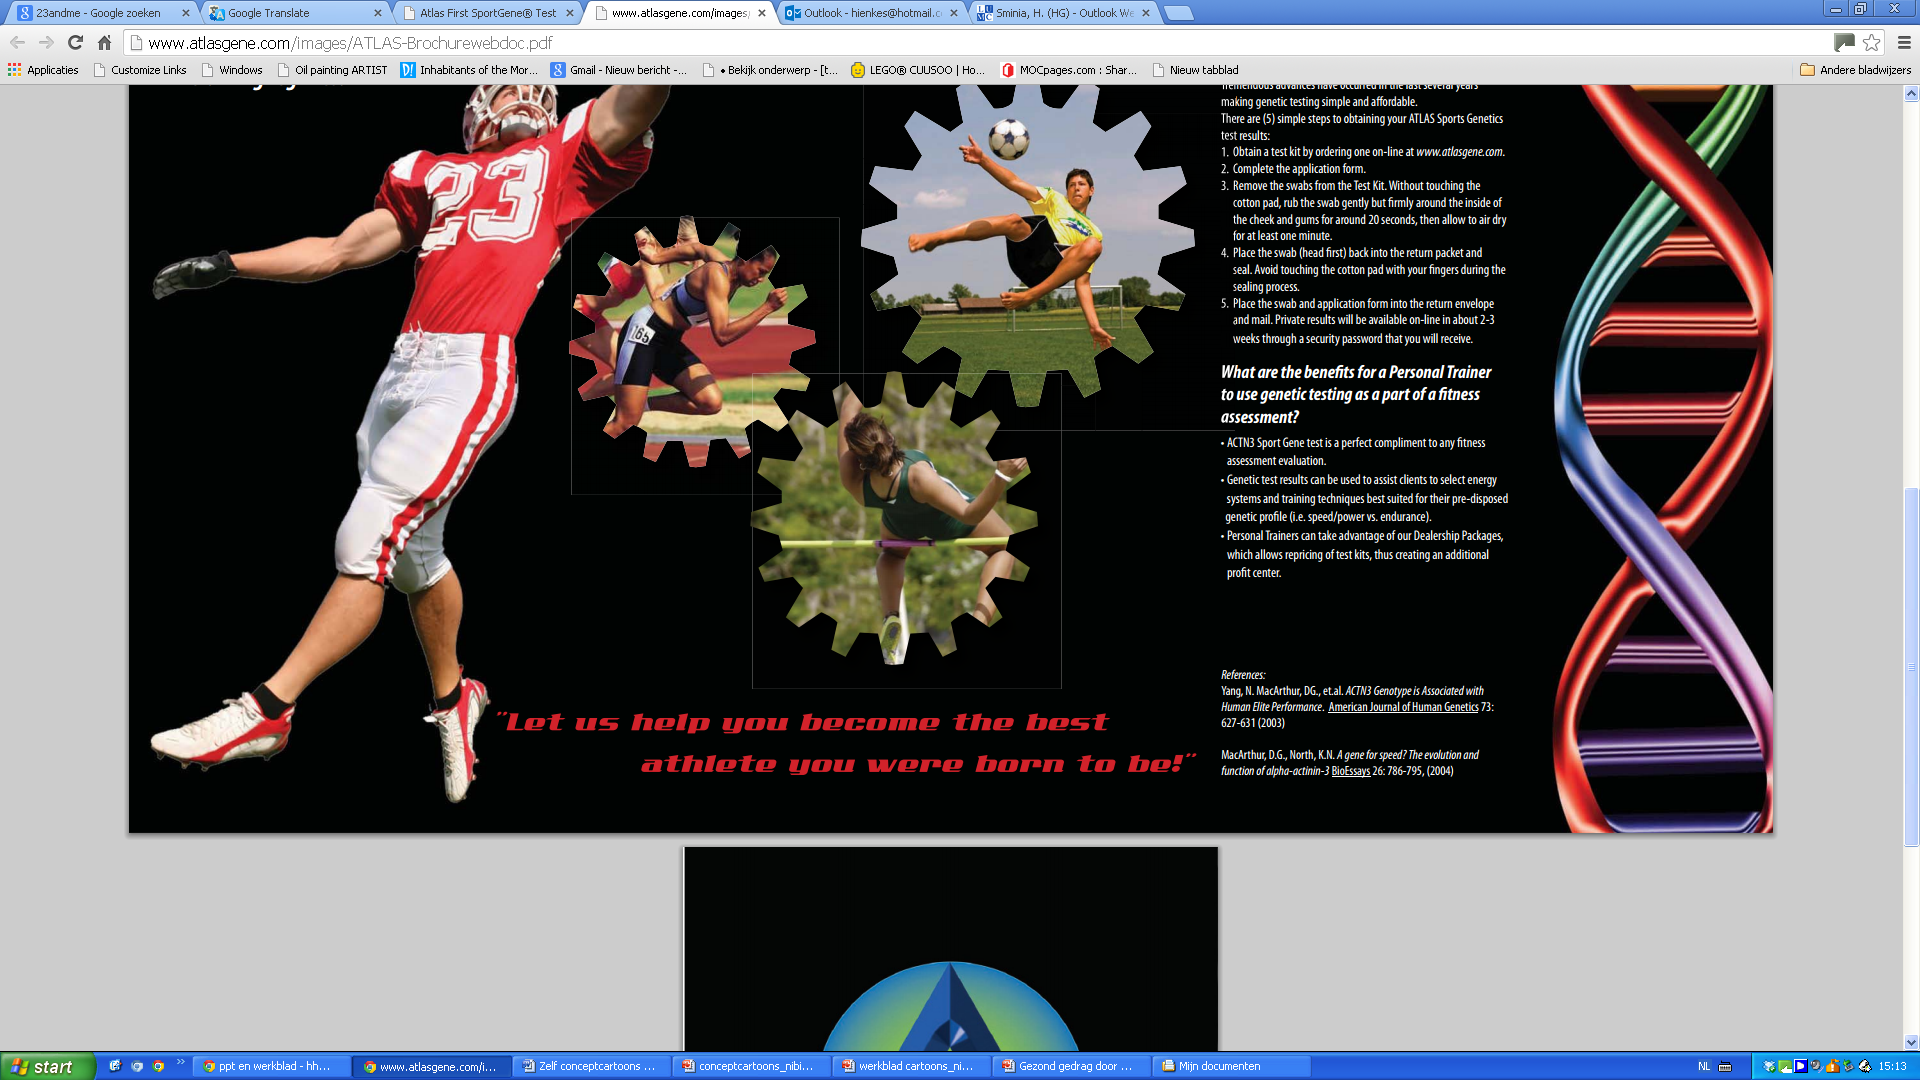 23andme - Google zoeken
Google Translate
Atlas First SportGene® Test
www.atlasgene.com/images/
Outlook - hienkes@hotmail.c
Sminia, H. (HG) - Outlook We
www.atlasgene.com/images/ATLAS-Brochurewebdoc.pdf
Applicaties
Customize Links
Windows
Oil painting ARTIST
Inhabitants of the Mor...
Gmail - Nieuw bericht -...
• Bekijk onderwerp - [t...
LEGO® CUUSOO | Ho...
MOCpages.com : Shar...
Nieuw tabblad
Andere bladwijzers
23
165
Tremendous advances have occurred in the last several years
making genetic testing simple and affordable.
There are (5) simple steps to obtaining your ATLAS Sports Genetics
test results:
1. Obtain a test kit by ordering one on-line at www.atlasgene.com.
2. Complete the application form.
3. Remove the swabs from the Test Kit. Without touching the
cotton pad, rub the swab gently but firmly around the inside of
the cheek and gums for around 20 seconds, then allow to air dry
for at least one minute.
4. Place the swab (head first) back into the return packet and
seal. Avoid touching the cotton pad with your fingers during the
sealing process.
5. Place the swab and application form into the return envelope
and mail. Private results will be available on-line in about 2-3
weeks through a security password that you will receive.
What are the benefits for a Personal Trainer
to use genetic testing as a part of a fitness
assessment?
• ACTN3 Sport Gene test is a perfect compliment to any fitness
assessment evaluation.
• Genetic test results can be used to assist clients to select energy
systems and training techniques best suited for their pre-disposed
genetic profile (i.e. speed/power vs. endurance).
• Personal Trainers can take advantage of our Dealership Packages,
which allows repricing of test kits, thus creating an additional
profit center.
References:
Yang, N. MacArthur, DG., et.al. ACTN3 Genotype is Associated with
Human Elite Performance. American Journal of Human Genetics 73:
627-631 (2003)
MacArthur, D.G., North, K.N. A gene for speed? The evolution and
function of alpha-actinin-3 BioEssays 26: 786-795, (2004)
"Let us help you become the best
athlete you were born to be!"
start
ppt en werkblad - hh...
www.atlasgene.com/i...
Zelf conceptcartoons ...
conceptcartoons_nibi...
werkblad cartoons_ni...
Gezond gedrag door ...
Mijn documenten
NL
15:13